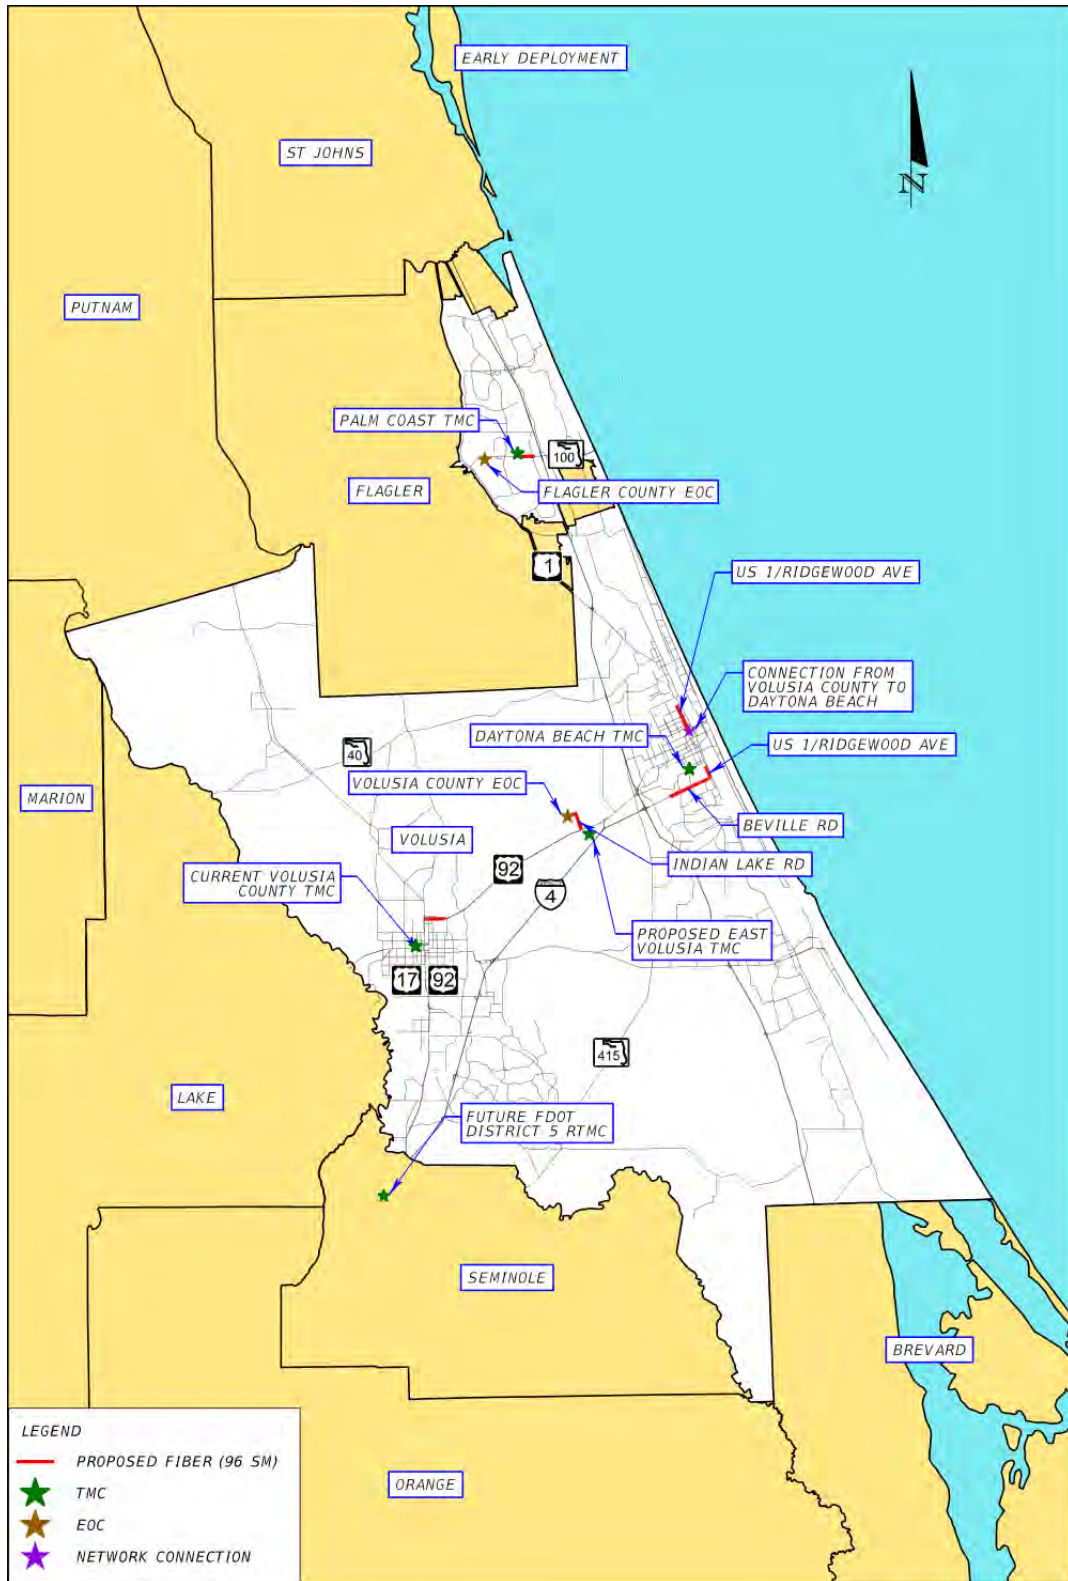 EARLY DEPLOYMENT
ST JOHNS
N
PUTNAM
PALM COAST TMC
100
FLAGLER
FLAGLER COUNTY EOC
1
US 1/RIDGEWOOD AVE
CONNECTION FROM
VOLUSIA COUNTY TO
DAYTONA BEACH
DAYTONA BEACH TMC
US 1/RIDGEWOOD AVE
40
VOLUSIA COUNTY EOC
MARION
BEVILLE RD
VOLUSIA
INDIAN LAKE RD
92
CURRENT VOLUSIA
COUNTY TMC
4
PROPOSED EAST
VOLUSIA TMC
17
92
415
LAKE
FUTURE FDOT
DISTRICT 5 RTMC
SEMINOLE
BREVARD
LEGEND
PROPOSED FIBER (96 SM)
TMC
EOC
NETWORK CONNECTION
ORANGE